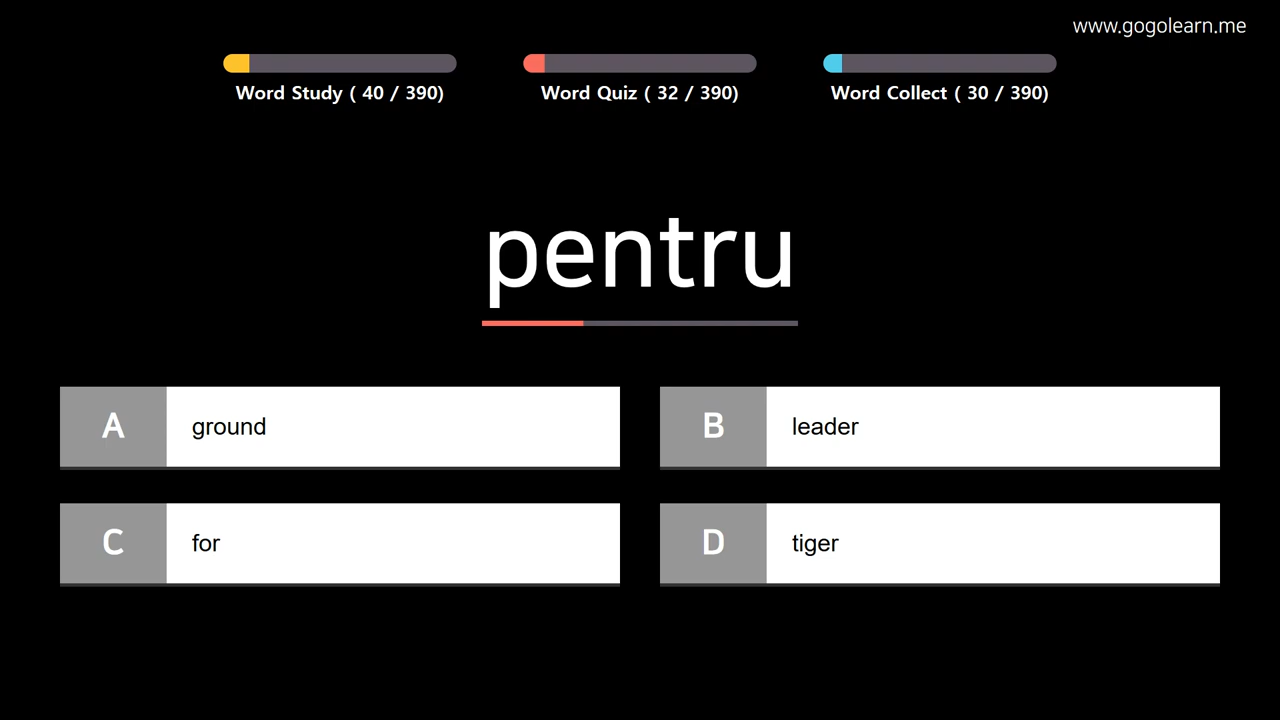 www.gogolearn.me
Word Study ( 40 / 390)
Word Quiz ( 32 / 390)
Word Collect ( 30 / 390)
pentru
A ground
B leader
C for
D tiger